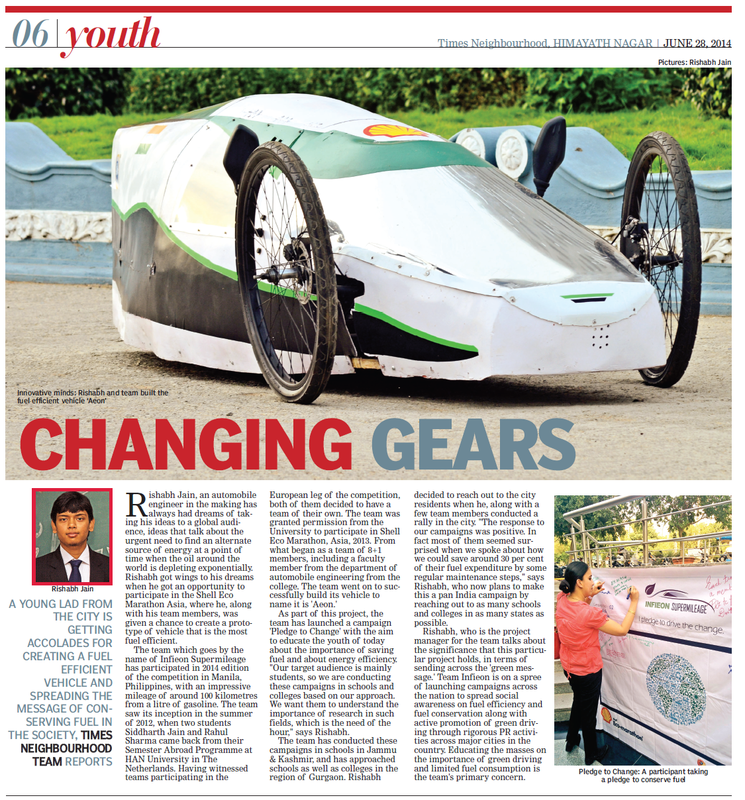 06 youth
Times Neighbourhood, HIMAYATH NAGAR | JUNE 28, 2014
Pictures: Rishabh Jain
Innovative minds: Rishabh and team built the
fuel efficient vehicle 'Aeon'
CHANGING GEARS
Rishabh Jain
A YOUNG LAD FROM
THE CITY IS
GETTING
ACCOLADES FOR
CREATING A FUEL
EFFICIENT
VEHICLE AND
SPREADING THE
MESSAGE OF CON-
SERVING FUEL IN
THE SOCIETY, TIMES
NEIGHBOURHOOD
TEAM REPORTS
Rishabh Jain, an automobile
engineer in the making has
always had dreams of tak-
ing his ideas to a global audi-
ence, ideas that talk about the
urgent need to find an alternate
source of energy at a point of
time when the oil around the
world is depleting exponentially.
Rishabh got wings to his dreams
when he got an opportunity to
participate in the Shell Eco
Marathon Asia, where he, along
with his team members, was
given a chance to create a proto-
type of vehicle that is the most
fuel efficient.
The team which goes by the
name of Infieon Supermileage
has participated in 2014 edition
of the competition in Manila,
Philippines, with an impressive
mileage of around 100 kilometres
from a litre of gasoline. The team
saw its inception in the summer
of 2012, when two students
Siddharth Jain and Rahul
Sharma came back from their
Semester Abroad Programme at
HAN University in The
Netherlands. Having witnessed
teams participating in the
European leg of the competition,
both of them decided to have a
team of their own. The team was
granted permission from the
University to participate in Shell
Eco Marathon, Asia, 2013. From
what began as a team of 8+1
members, including a faculty
member from the department of
automobile engineering from the
college. The team went on to suc-
cessfully build its vehicle to
name it is 'Aeon.'
As part of this project, the
team has launched a campaign
'Pledge to Change' with the aim
to educate the youth of today
about the importance of saving
fuel and about energy efficiency.
"Our target audience is mainly
students, so we are conducting
these campaigns in schools and
colleges based on our approach.
We want them to understand the
importance of research in such
fields, which is the need of the
hour," says Rishabh.
The team has conducted these
campaigns in schools in Jammu
& Kashmir, and has approached
schools as well as colleges in the
region of Gurgaon. Rishabh
decided to reach out to the city
residents when he, along with a
few team members conducted a
rally in the city. "The response to
our campaigns was positive. In
fact most of them seemed sur-
prised when we spoke about how
we could save around 30 per cent
of their fuel expenditure by some
regular maintenance steps," says
Rishabh, who now plans to make
this a pan India campaign by
reaching out to as many schools
and colleges in as many states as
possible.
Rishabh, who is the project
manager for the team talks about
the significance that this particu-
lar project holds, in terms of
sending across the 'green mes-
sage.' Team Infieon is on a spree
of launching campaigns across
the nation to spread social
awareness on fuel efficiency and
fuel conservation along with
active promotion of green driv-
ing through rigorous PR activi-
ties across major cities in the
country. Educating the masses on
the importance of green driving
and limited fuel consumption is
the team's primary concern.
INFIEON SUPERMILEAGE
I pledge to drive the change
Pledge to Change: A participant taking
a pledge to conserve fuel